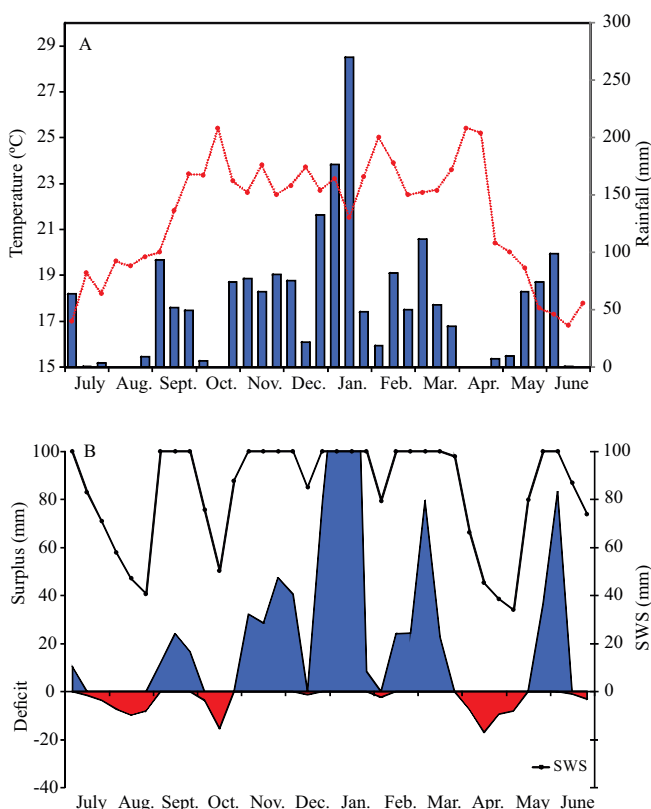 A
Temperature (ºC)
29
27
25
23
21
19
17
15
300
250
200
150
100
50
0
Rainfall (mm)
July Aug. Sept. Oct. Nov. Dec. Jan. Feb. Mar. Apr. May June
B
Surplus (mm)
Deficit
100
80
60
40
20
0
-20
-40
100
80
60
40
20
0
SWS (mm)
SWS
July Aug. Sept. Oct. Nov. Dec. Jan. Feb. Mar. Apr. May June